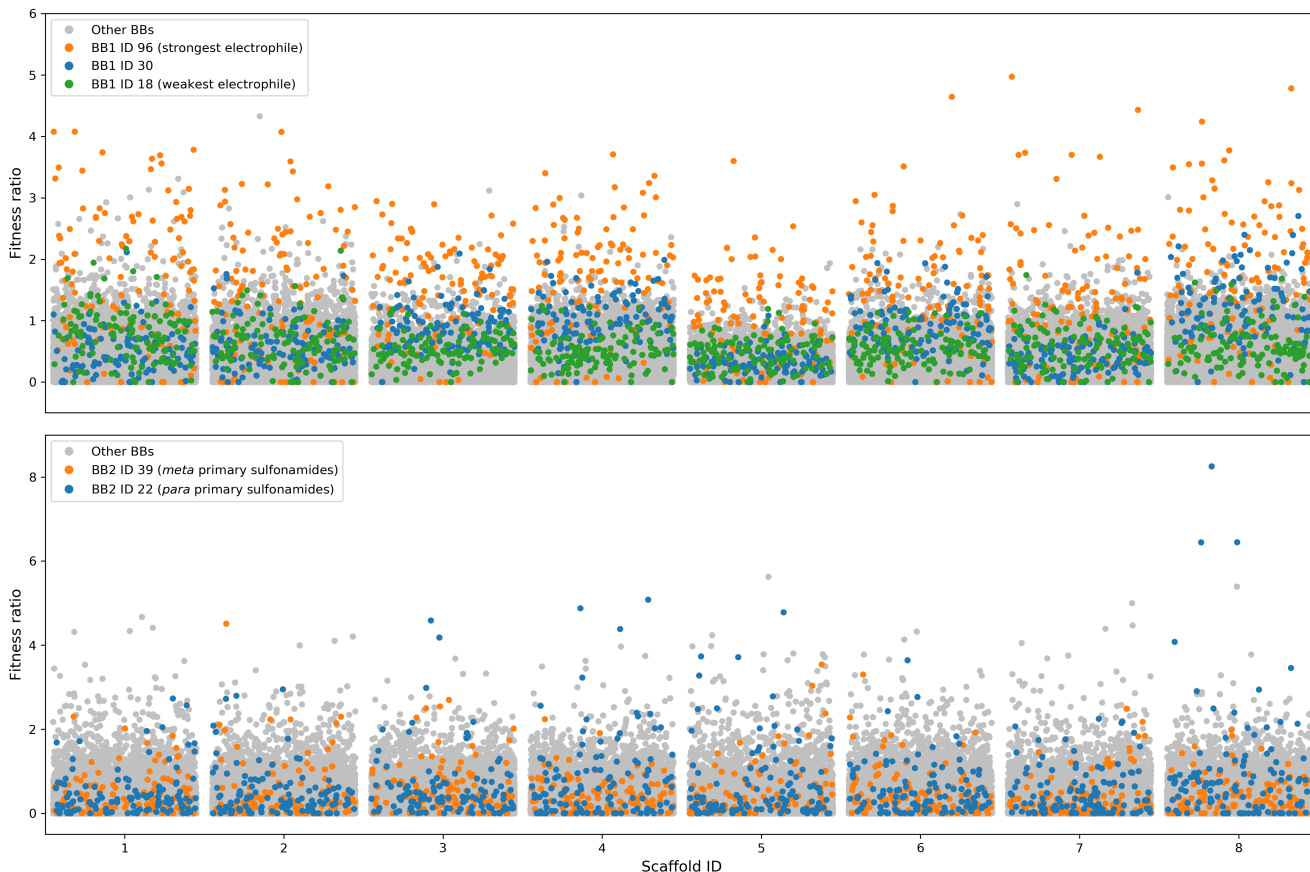 6
5
4
3
2
1
0
Fitness ratio
Other BBs
BB1 ID 96 (strongest electrophile)
BB1 ID 30
BB1 ID 18 (weakest electrophile)
8
6
4
2
0
Fitness ratio
Other BBs
BB2 ID 39 (meta primary sulfonamides)
BB2 ID 22 (para primary sulfonamides)
1 2 3 4 5 6 7 8
Scaffold ID